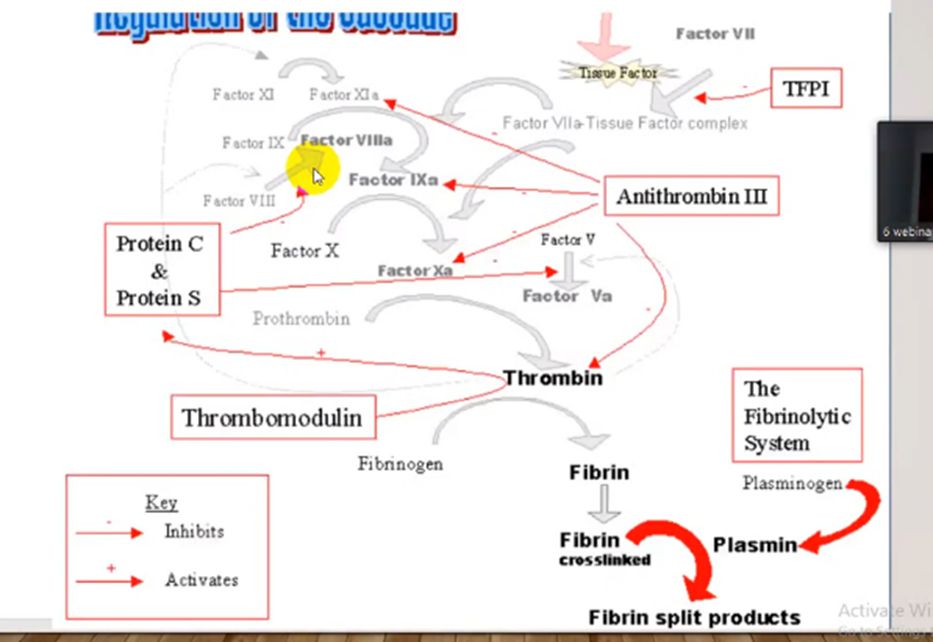 Regulation of the Cascade
Factor VII
Tissue Factor
TFPI
-
Factor XI
Factor XIa
Factor VIIa-Tissue Factor complex
-
Factor IX
Factor VIIIa
Factor IXa
-
Antithrombin III
Factor VIII
-
Protein C
&
Protein S
Factor X
-
Factor V
Factor Xa
-
Factor Va
Prothrombin
-
+
Thrombin
Thrombomodulin
The
Fibrinolytic
System
Fibrinogen
Fibrin
Plasminogen
Key
-
Inhibits
+
Activates
Fibrin
crosslinked
Plasmin
Fibrin split products
6 webina
Activate Wi